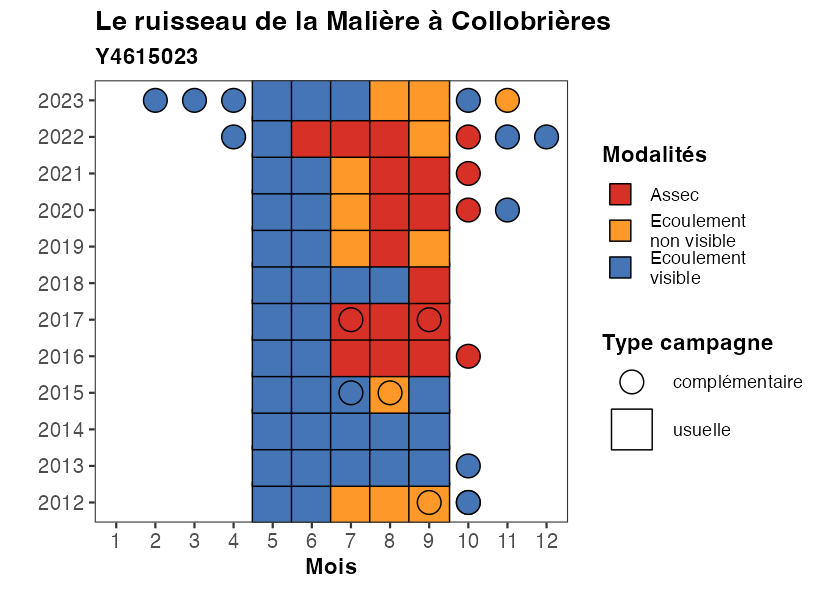 Le ruisseau de la Malière à Collobrières
Y4615023
2023
2022
2021
2020
2019
2018
2017
2016
2015
2014
2013
2012
1 2 3 4 5 6 7 8 9 10 11 12
Mois
Modalités
Assec
Ecoulement
non visible
Ecoulement
visible
Type campagne
complémentaire
usuelle